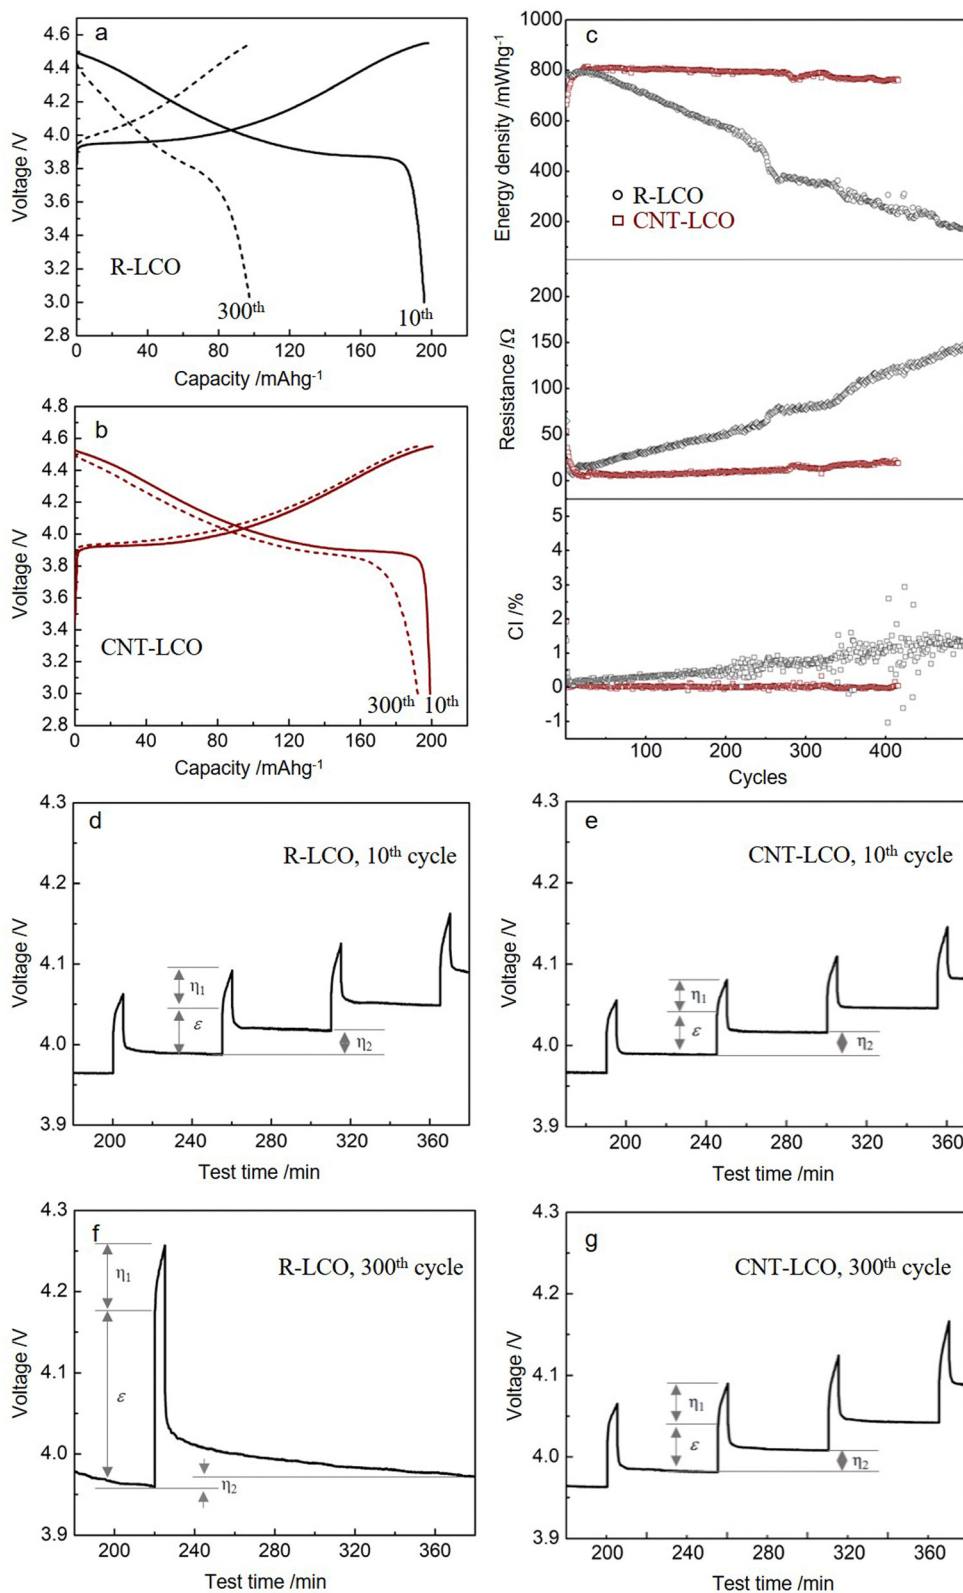 a
4.6
4.4
4.2
4.0
3.8
3.6
3.4
3.2
3.0
2.8
Voltage /V
R-LCO
300th
10th
0 40 80 120 160 200
Capacity /mAhg-1
b
4.8
4.6
4.4
4.2
4.0
3.8
3.6
3.4
3.2
3.0
2.8
Voltage /V
CNT-LCO
300th 10th
0 40 80 120 160 200
Capacity /mAhg-1
c
1000
800
600
400
200
Energy density /mWhg-1
R-LCO
CNT-LCO
200
150
100
50
0
Resistance /Ω
5
4
3
2
1
0
-1
CI /%
100 200 300 400
Cycles
d
4.3
4.2
4.1
4.0
3.9
Voltage /V
R-LCO, 10th cycle
η1
ε
η2
200 240 280 320 360
Test time /min
e
4.3
4.2
4.1
4.0
3.9
Voltage /V
CNT-LCO, 10th cycle
η1
ε
η2
200 240 280 320 360
Test time /min
f
4.3
4.2
4.1
4.0
3.9
Voltage /V
R-LCO, 300th cycle
η1
ε
η2
200 240 280 320 360
Test time /min
g
4.3
4.2
4.1
4.0
3.9
Voltage /V
CNT-LCO, 300th cycle
η1
ε
η2
200 240 280 320 360
Test time /min